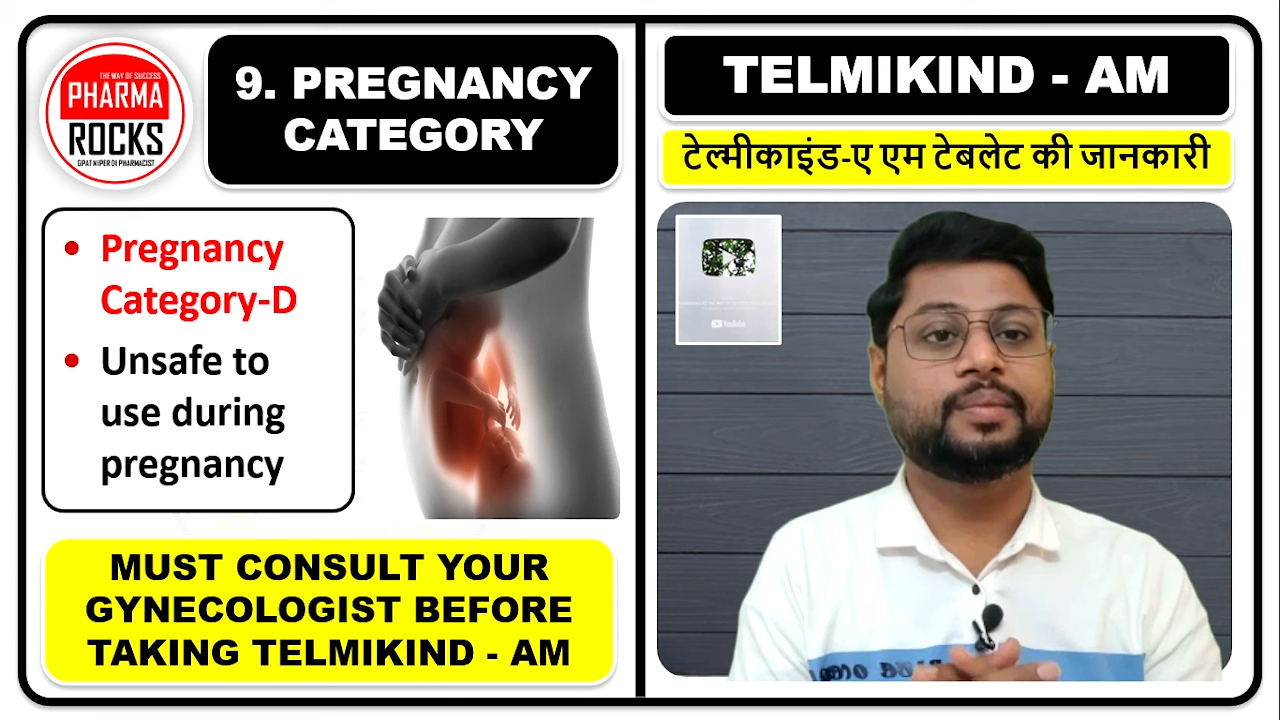 THE WAY OF SUCCESS
PHARMA
ROCKS
GPAT NIPER DI PHARMACIST
9. PREGNANCY
CATEGORY
• Pregnancy
Category-D
• Unsafe to
use during
pregnancy
MUST CONSULT YOUR
GYNECOLOGIST BEFORE
TAKING TELMIKIND - AM
TELMIKIND - AM
टेल्मीकाइंड-ए एम टेबलेट की जानकारी
YouTube